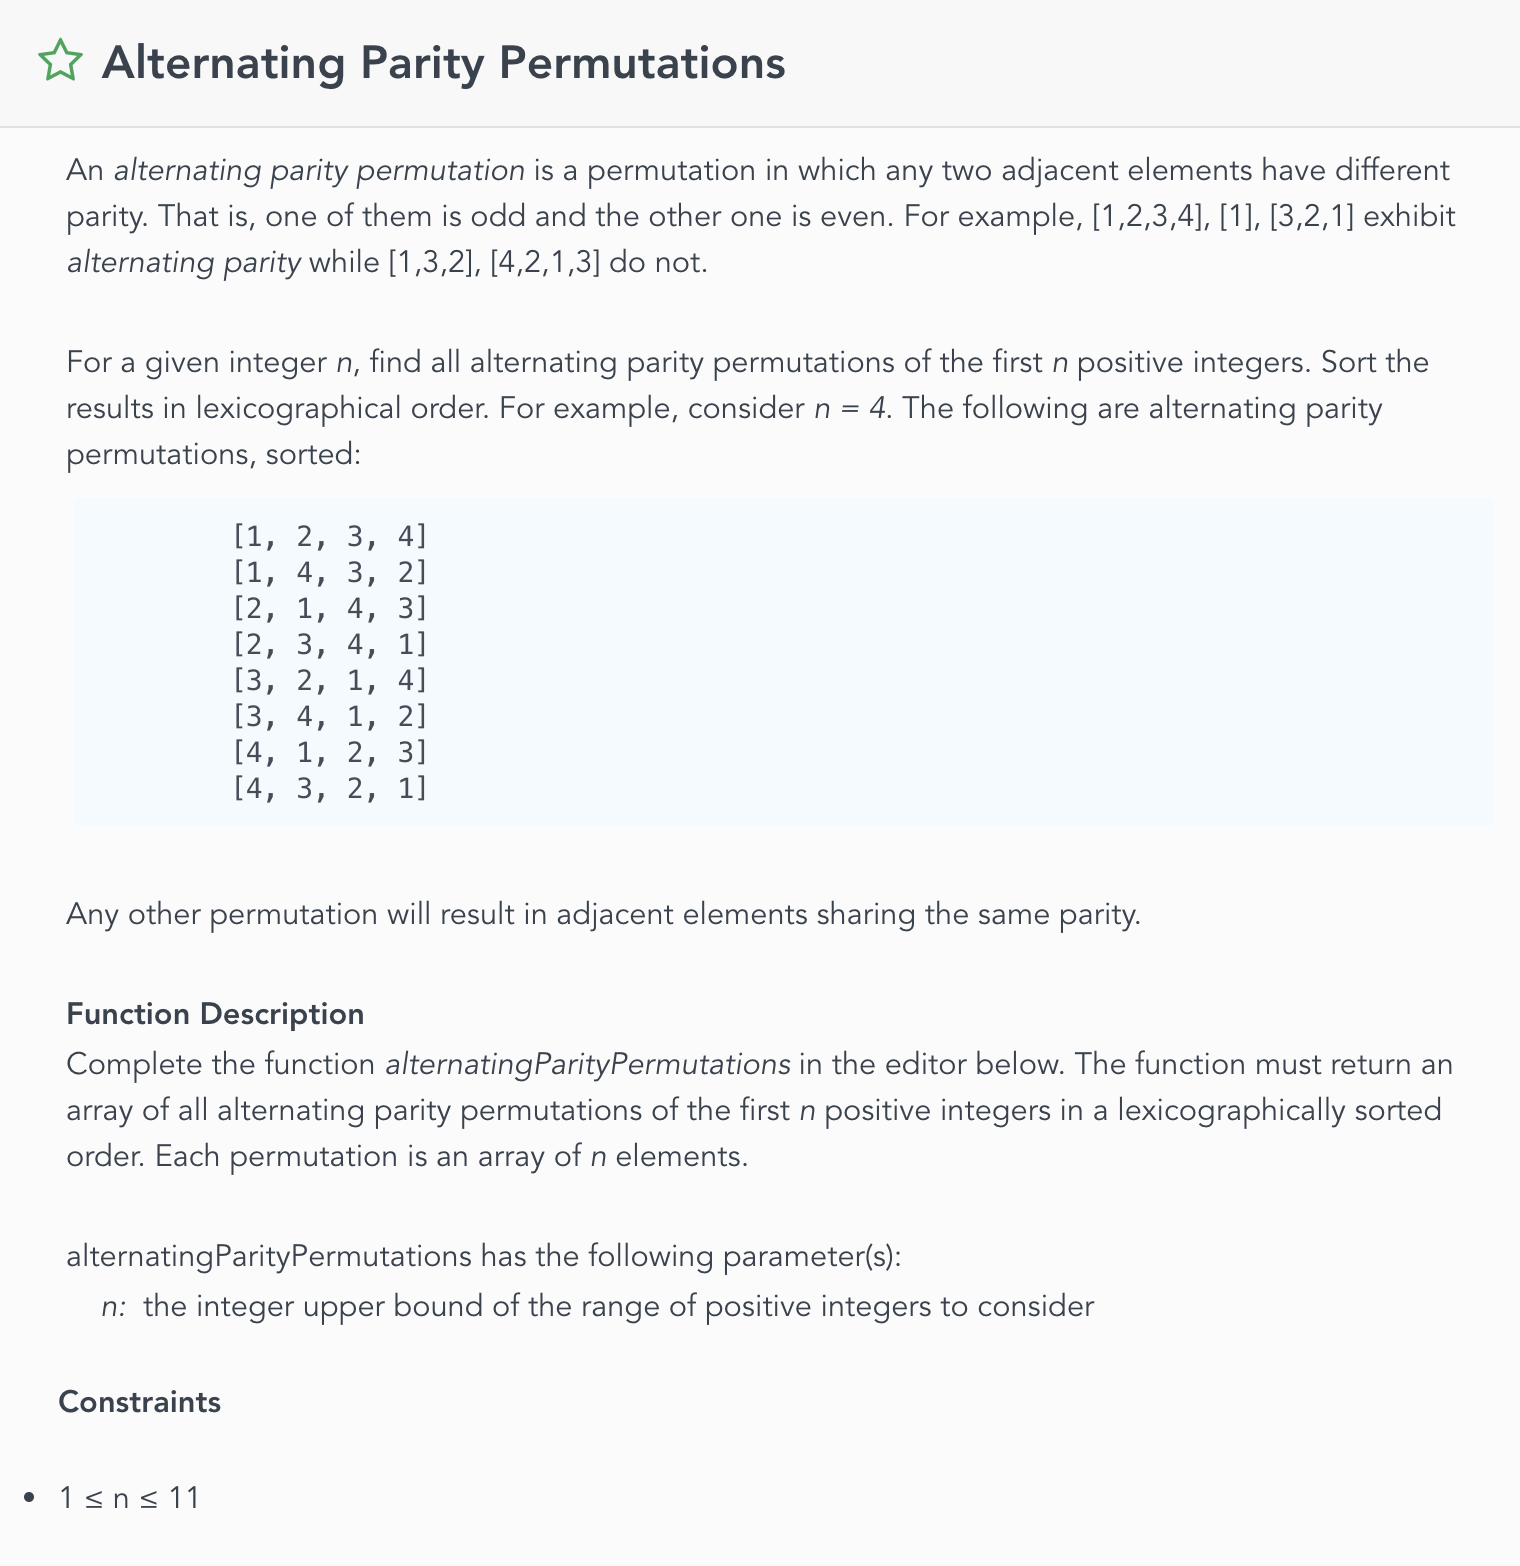 Alternating Parity Permutations
An alternating parity permutation is a permutation in which any two adjacent elements have different
parity. That is, one of them is odd and the other one is even. For example, [1,2,3,4], [1], [3,2,1] exhibit
alternating parity while [1,3,2], [4,2,1,3] do not.
For a given integer n, find all alternating parity permutations of the first n positive integers. Sort the
results in lexicographical order. For example, consider n = 4. The following are alternating parity
permutations, sorted:
[1, 2, 3, 4]
[1, 4, 3, 2]
[2, 1, 4, 3]
[2, 3, 4, 1]
[3, 2, 1, 4]
[3, 4, 1, 2]
[4, 1, 2, 3]
[4, 3, 2, 1]
Any other permutation will result in adjacent elements sharing the same parity.
Function Description
Complete the function alternatingParityPermutations in the editor below. The function must return an
array of all alternating parity permutations of the first n positive integers in a lexicographically sorted
order. Each permutation is an array of n elements.
alternatingParityPermutations has the following parameter(s):
n: the integer upper bound of the range of positive integers to consider
Constraints
• 1 ≤ n ≤ 11